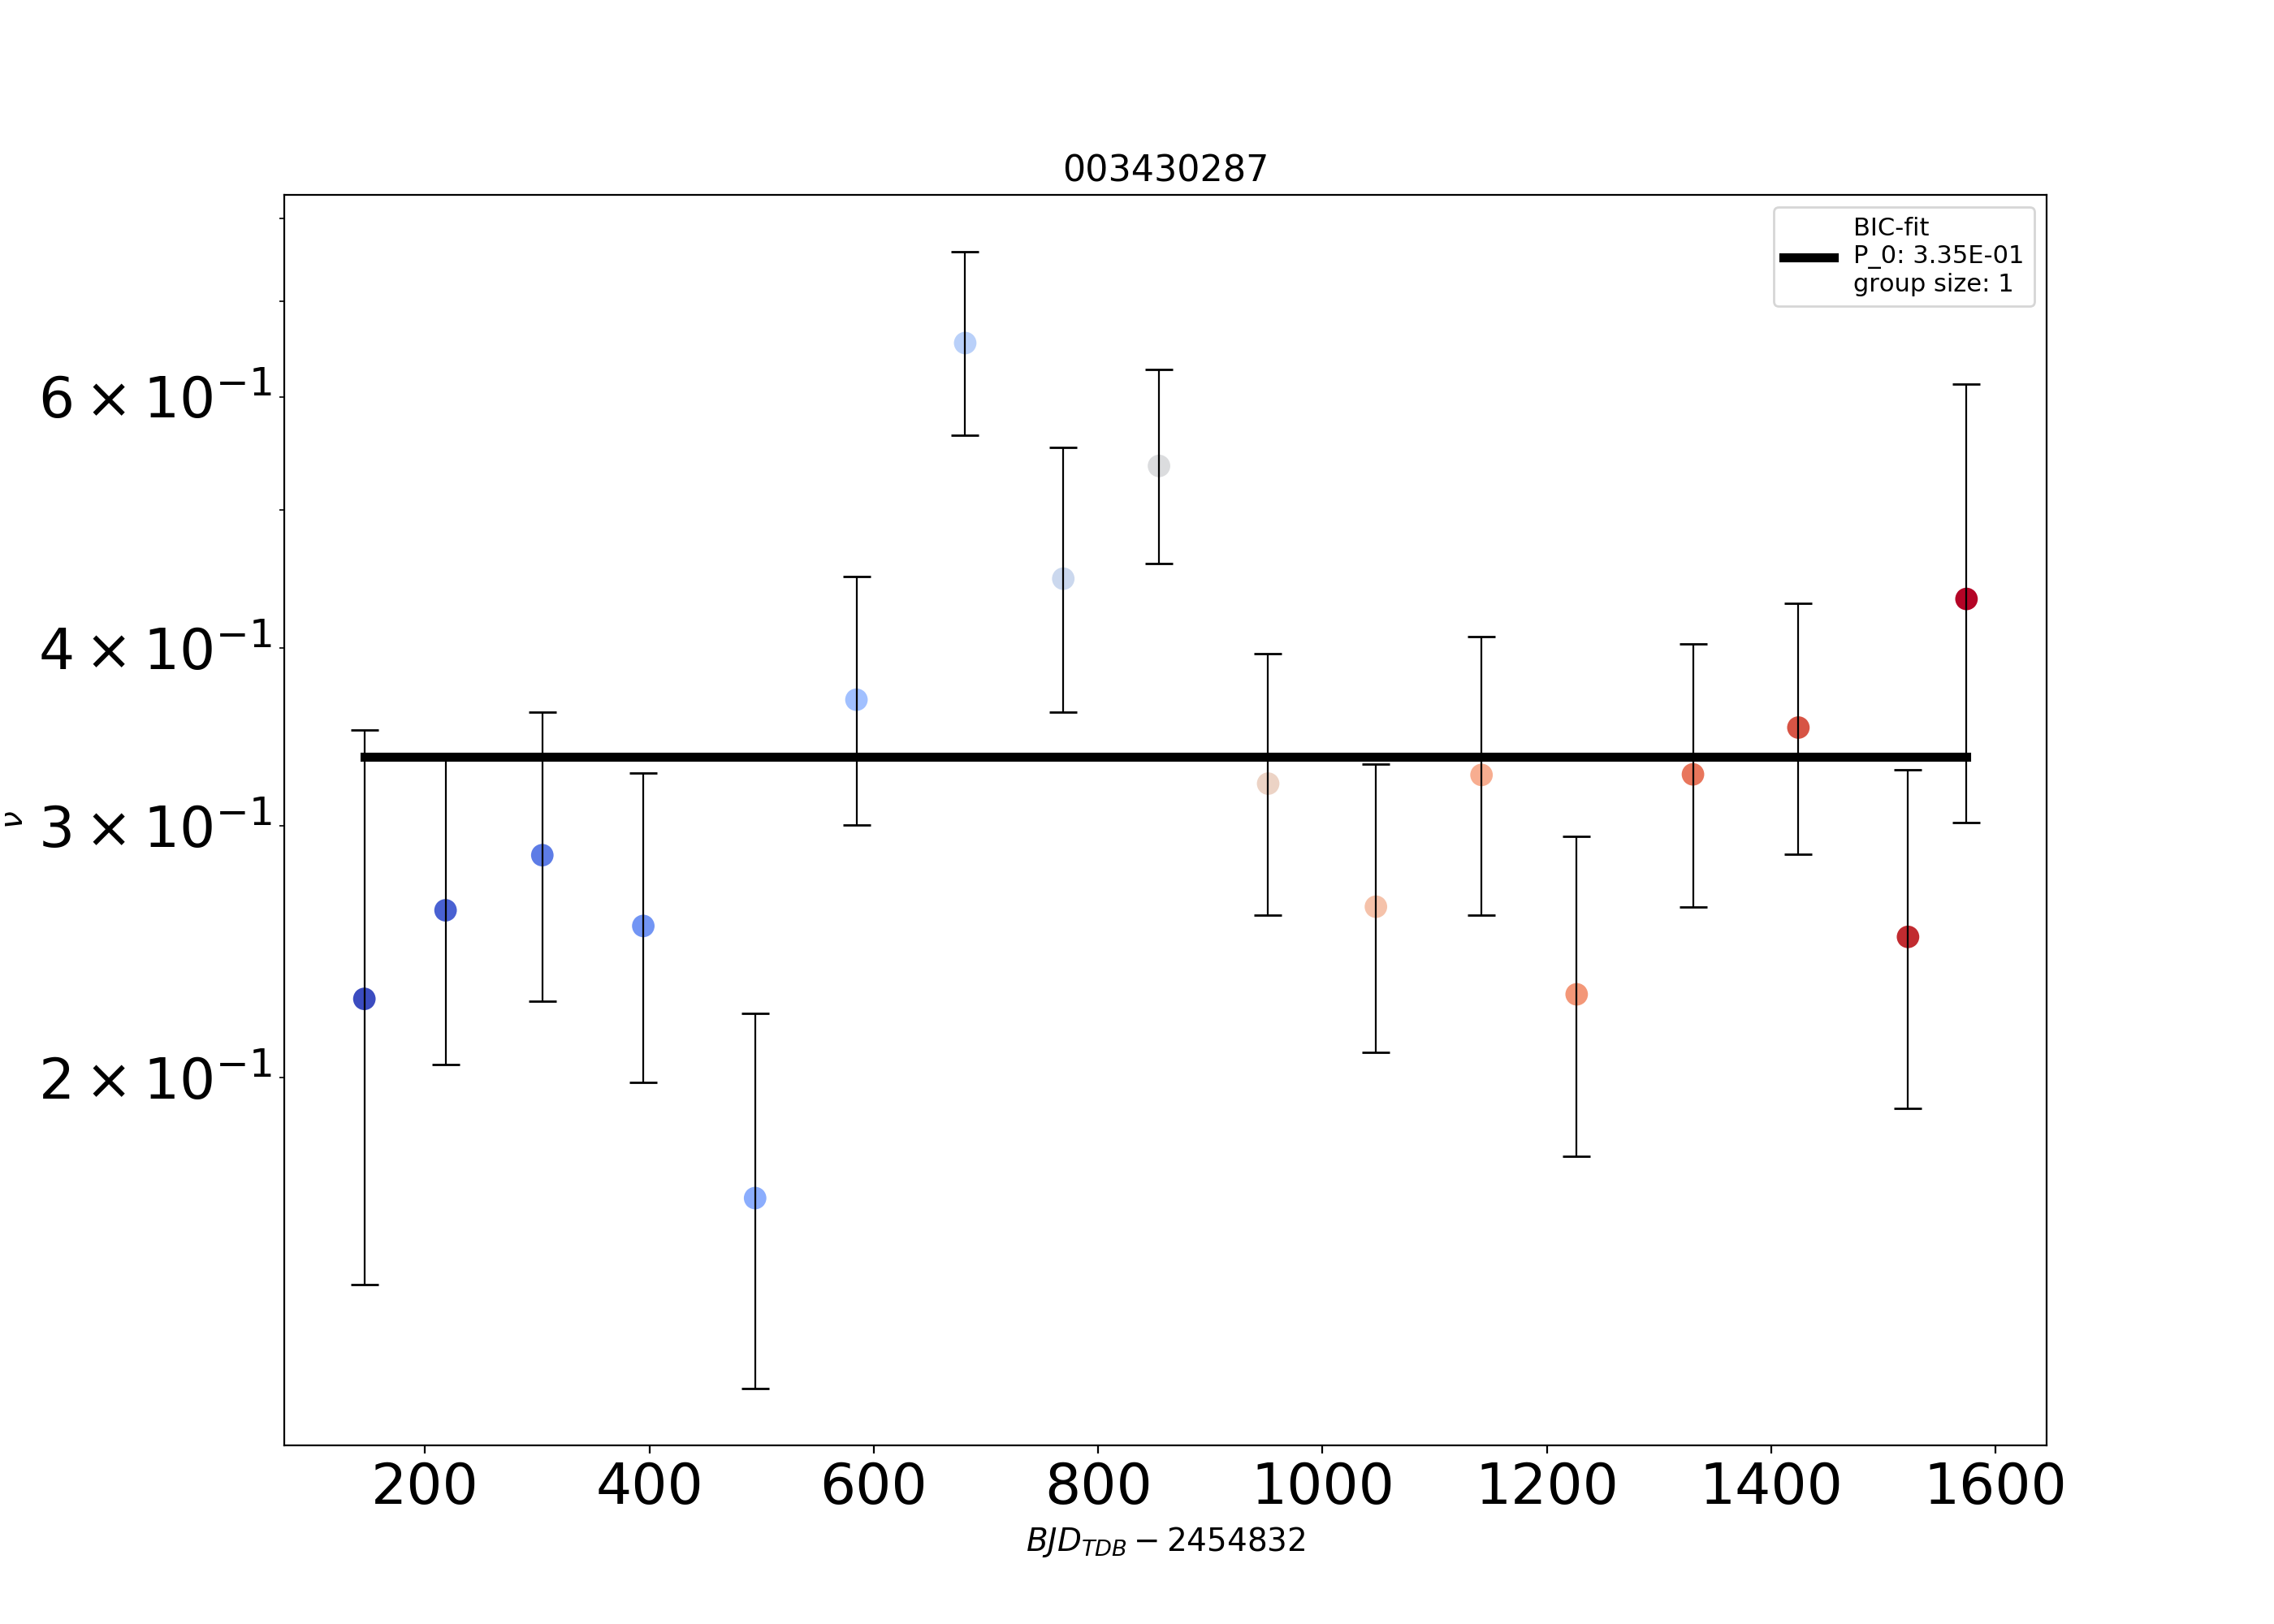 003430287
BIC-fit
P_0: 3.35E-01
group size: 1
6 × 10⁻¹
4 × 10⁻¹
3 × 10⁻¹
2 × 10⁻¹
ν
200 400 600 800 1000 1200 1400 1600
BJD_TDB − 2454832